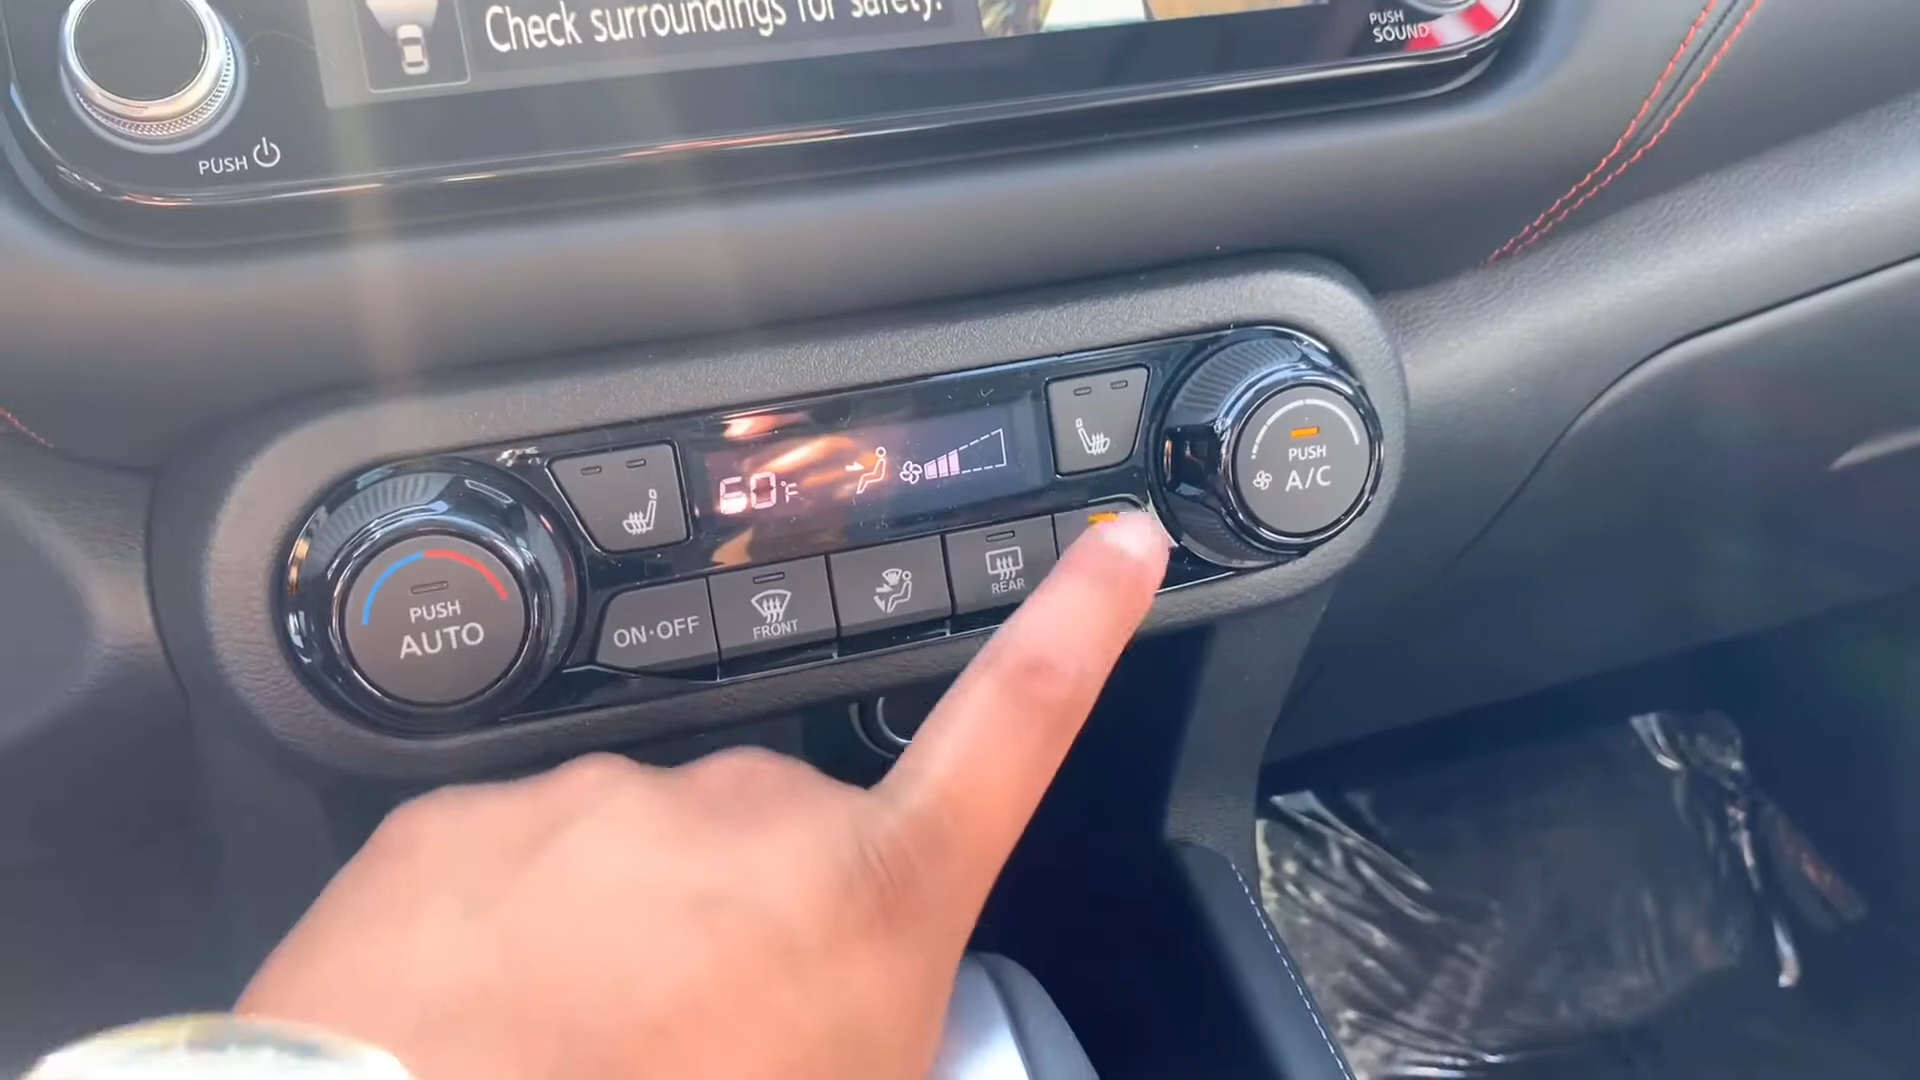 Check surroundings for safety.
PUSH
SOUND
PUSH
60°F
PUSH
A/C
PUSH
AUTO
ON·OFF
FRONT
REAR